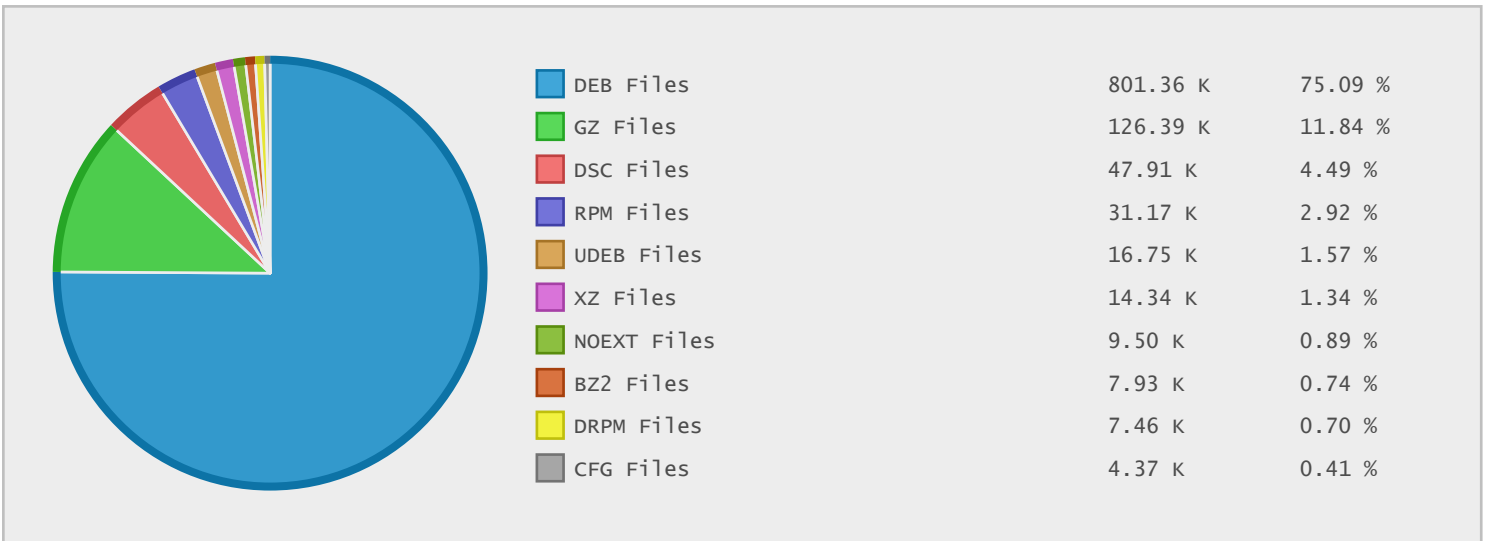 DEB Files 801.36 K 75.09 %
GZ Files 126.39 K 11.84 %
DSC Files 47.91 K 4.49 %
RPM Files 31.17 K 2.92 %
UDEB Files 16.75 K 1.57 %
XZ Files 14.34 K 1.34 %
NOEXT Files 9.50 K 0.89 %
BZ2 Files 7.93 K 0.74 %
DRPM Files 7.46 K 0.70 %
CFG Files 4.37 K 0.41 %